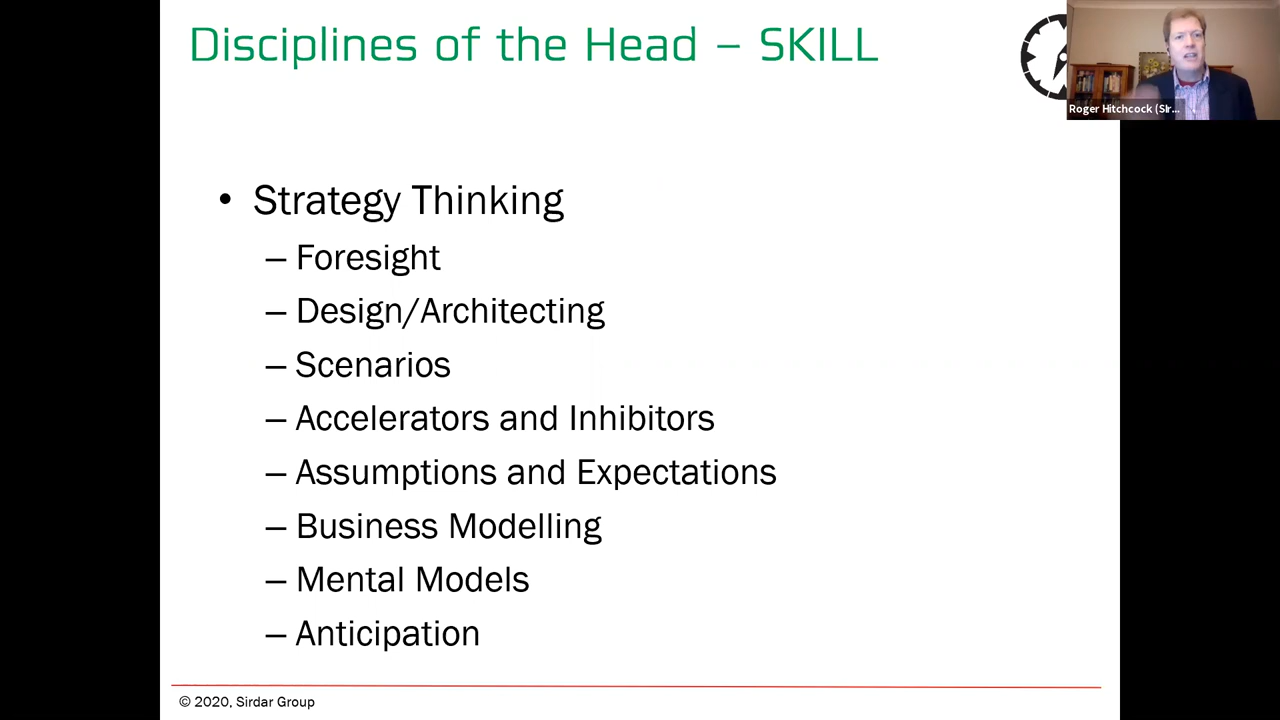 Disciplines of the Head – SKILL
Roger Hitchcock (Sir...
• Strategy Thinking
– Foresight
– Design/Architecting
– Scenarios
– Accelerators and Inhibitors
– Assumptions and Expectations
– Business Modelling
– Mental Models
– Anticipation
© 2020, Sirdar Group